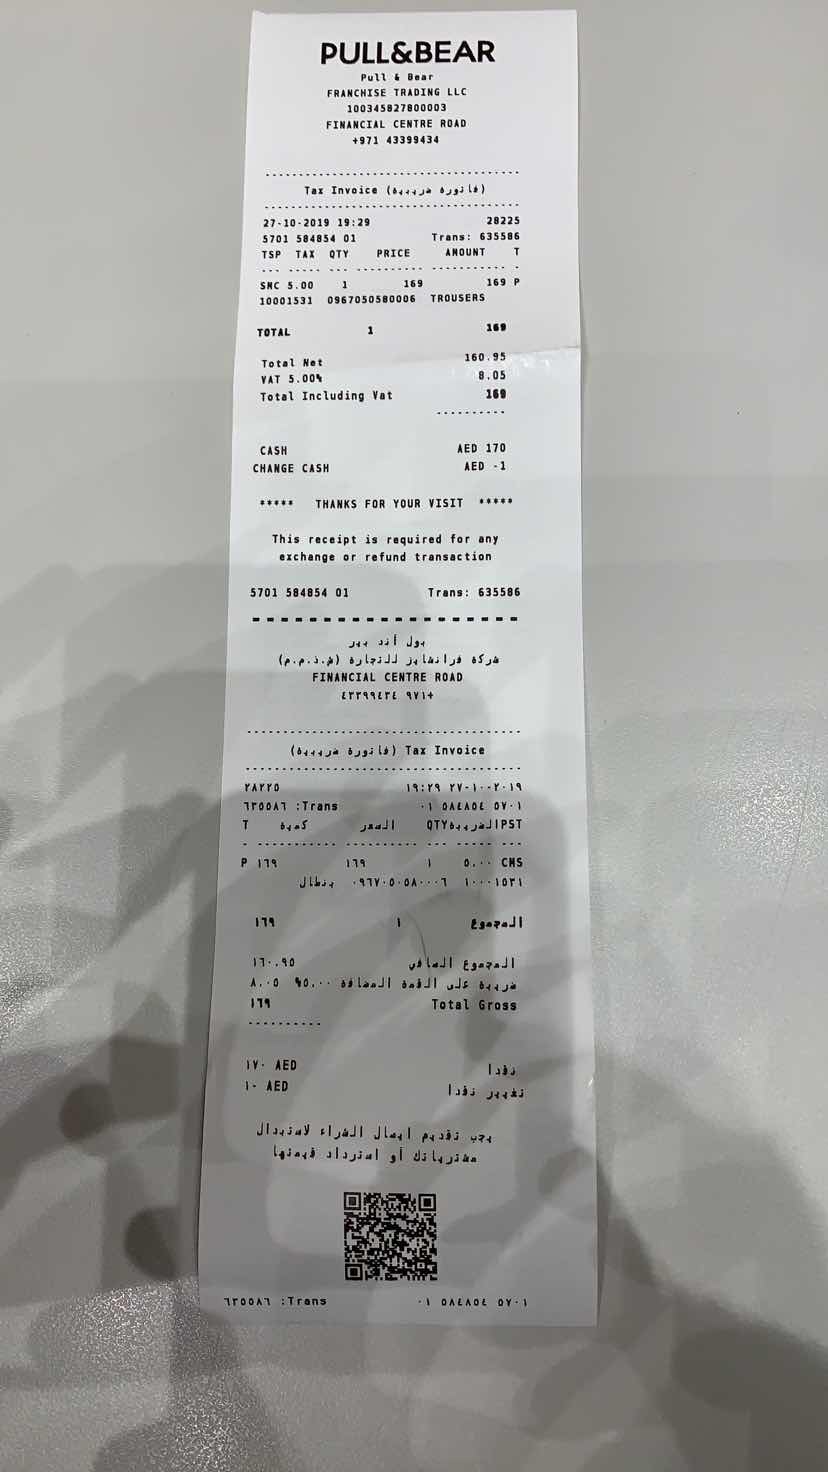 PULL&BEAR
Pull & Bear
FRANCHISE TRADING LLC
100345827800003
FINANCIAL CENTRE ROAD
+971 43399434
Tax Invoice (فاتورة ضريبية)
27-10-2019 19:29 28225
5701 584854 01 Trans: 635586
TSP TAX QTY PRICE AMOUNT T
SMC 5.00 1 169 169 P
10001531 0967050580006 TROUSERS
TOTAL 1 169
Total Net 160.95
VAT 5.00% 8.05
Total Including Vat 169
CASH AED 170
CHANGE CASH AED -1
***** THANKS FOR YOUR VISIT *****
This receipt is required for any
exchange or refund transaction
5701 584854 01 Trans: 635586
بول أند بير
شركة فرانشايز للتجارة (ش.ذ.م.م)
FINANCIAL CENTRE ROAD
+٩٧١ ٤٣٣٩٩٤٣٤
(فاتورة ضريبية) Tax Invoice
٢٨٢٢٥ ١٩:٢٩ ٢٧-١٠-٢٠١٩
٦٣٥٥٨٦ :Trans ٠١ ٥٨٤٨٥٤ ٥٧٠١
T كمية السعر QTYالضريبةPST
P ١٦٩ ١٦٩ ١ ٥.٠٠ CMS
بنطال ٠٩٦٧٠٥٠٥٨٠٠٠٦ ١٠٠٠١٥٣١
المجموع ١ ١٦٩
المجموع الصافي ١٦٠.٩٥
ضريبة على القمة المضافة ٥.٠٠% ٨.٠٥
١٦٩ Total Gross
نقدا ١٧٠ AED
تغيير نقدا ١- AED
يجب تقديم ايصال الشراء لاستبدال
مشترياتك أو استرداد قيمتها
٦٣٥٥٨٦ :Trans ٠١ ٥٨٤٨٥٤ ٥٧٠١